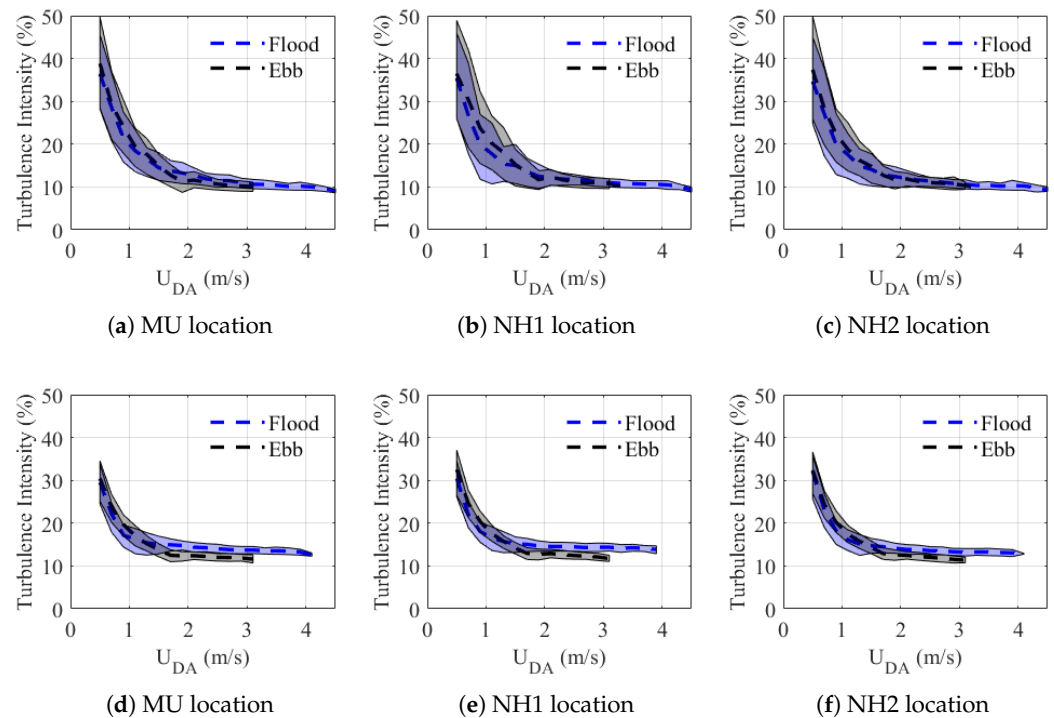 Turbulence Intensity (%)
50
40
30
20
10
0
Flood
Ebb
0 1 2 3 4
U_DA (m/s)
(a) MU location
Turbulence Intensity (%)
50
40
30
20
10
0
Flood
Ebb
0 1 2 3 4
U_DA (m/s)
(b) NH1 location
Turbulence Intensity (%)
50
40
30
20
10
0
Flood
Ebb
0 1 2 3 4
U_DA (m/s)
(c) NH2 location
Turbulence Intensity (%)
50
40
30
20
10
0
Flood
Ebb
0 1 2 3 4
U_DA (m/s)
(d) MU location
Turbulence Intensity (%)
50
40
30
20
10
0
Flood
Ebb
0 1 2 3 4
U_DA (m/s)
(e) NH1 location
Turbulence Intensity (%)
50
40
30
20
10
0
Flood
Ebb
0 1 2 3 4
U_DA (m/s)
(f) NH2 location